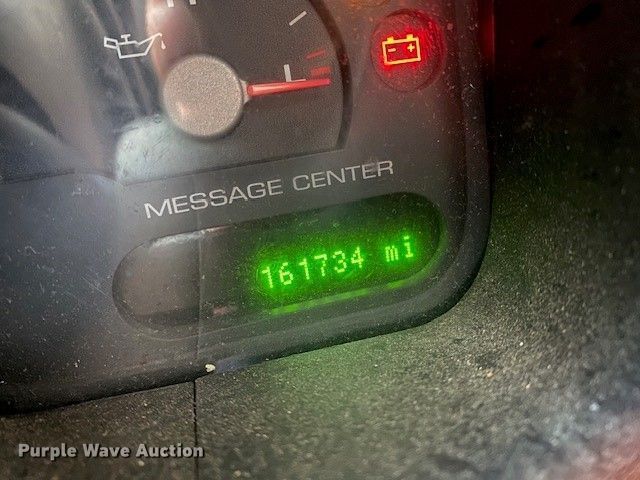 L
MESSAGE CENTER
161734 mi
Purple Wave Auction